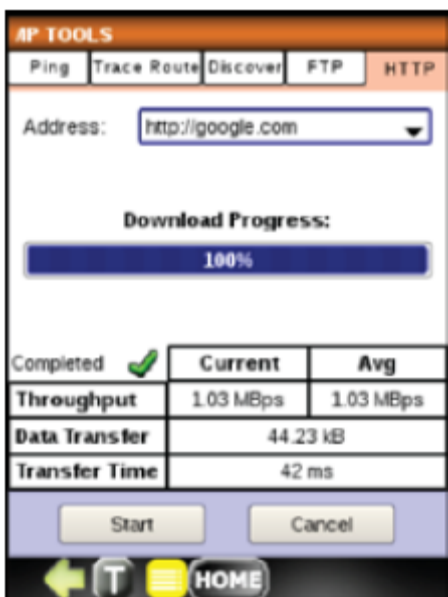 AP TOOLS
Ping Trace Route Discover FTP HTTP
Address: http://google.com
Download Progress:
100%
Completed Current Avg
Throughput 1.03 MBps 1.03 MBps
Data Transfer 44.23 kB
Transfer Time 42 ms
Start Cancel
T HOME